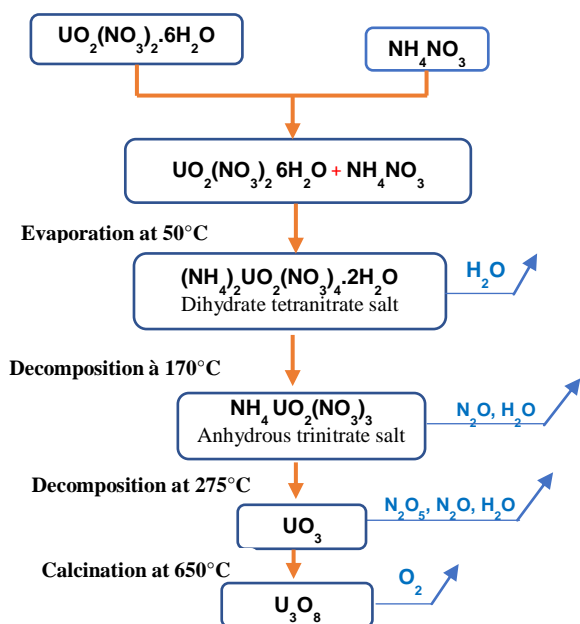 UO₂(NO₃)₂.6H₂O
NH₄NO₃
UO₂(NO₃)₂ 6H₂O + NH₄NO₃
Evaporation at 50°C
(NH₄)₂UO₂(NO₃)₄.2H₂O
Dihydrate tetranitrate salt
H₂O
Decomposition à 170°C
NH₄ UO₂(NO₃)₃
Anhydrous trinitrate salt
N₂O, H₂O
Decomposition at 275°C
UO₃
N₂O₅, N₂O, H₂O
Calcination at 650°C
U₃O₈
O₂